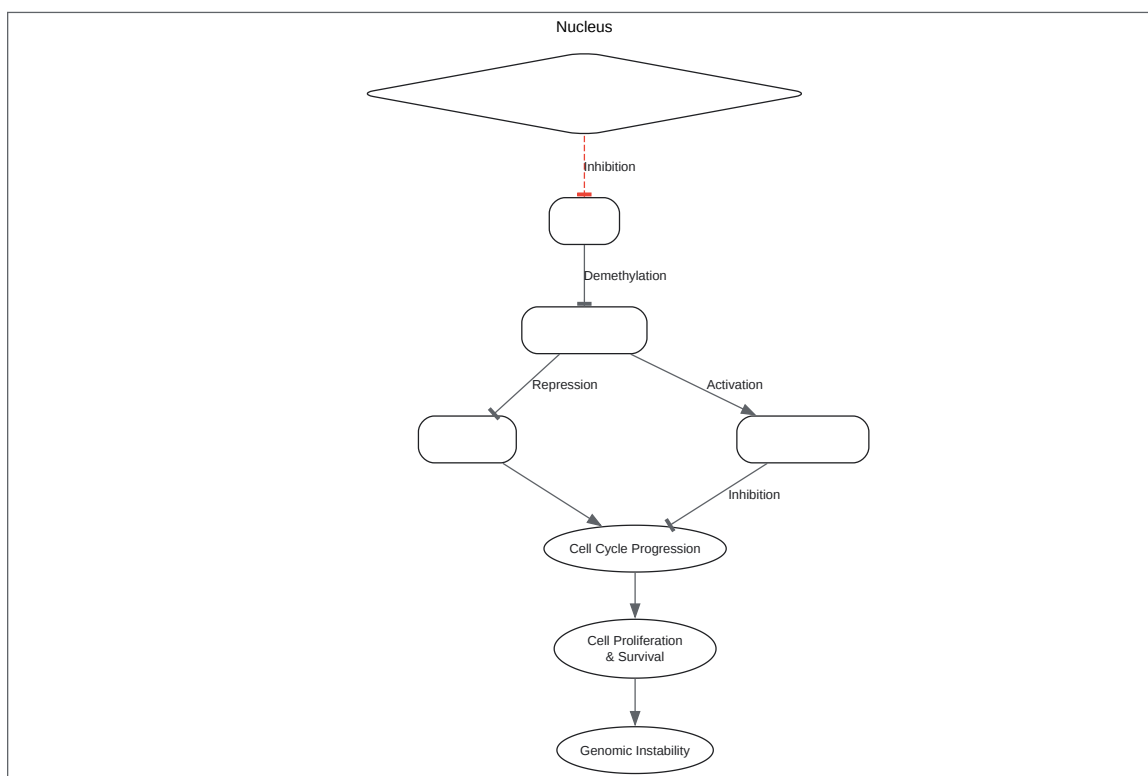 Nucleus
Inhibition
Demethylation
Repression
Activation
Inhibition
Cell Cycle Progression
Cell Proliferation
& Survival
Genomic Instability